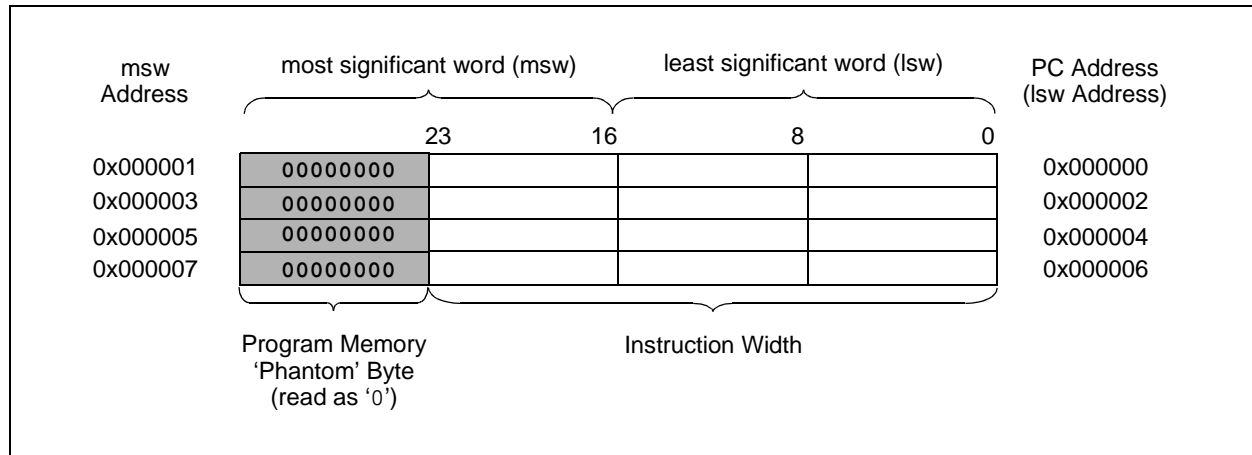 msw Address
most significant word (msw)
least significant word (lsw)
PC Address (lsw Address)
23 16 8 0
0x000001 00000000 0x000000
0x000003 00000000 0x000002
0x000005 00000000 0x000004
0x000007 00000000 0x000006
Program Memory
‘Phantom’ Byte
(read as ‘0’)
Instruction Width